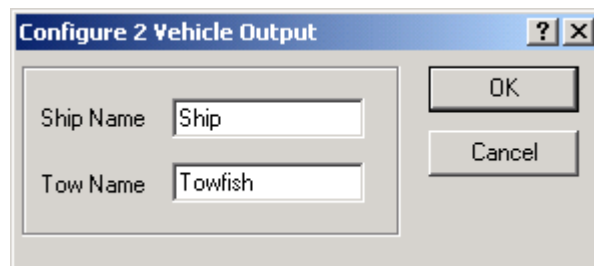 Configure 2 Vehicle Output
Ship Name Ship
Tow Name Towfish
OK
Cancel